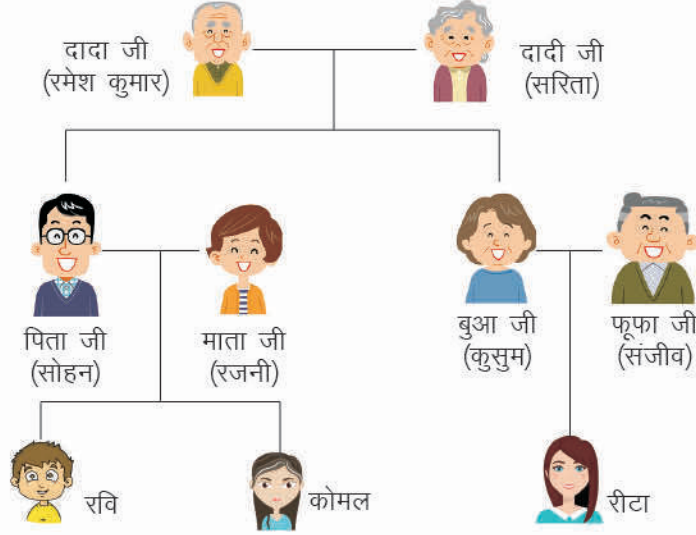 दादा जी
(रमेश कुमार)
दादी जी
(सरिता)
पिता जी
(सोहन)
माता जी
(रजनी)
बुआ जी
(कुसुम)
फूफा जी
(संजीव)
रवि
कोमल
रीटा